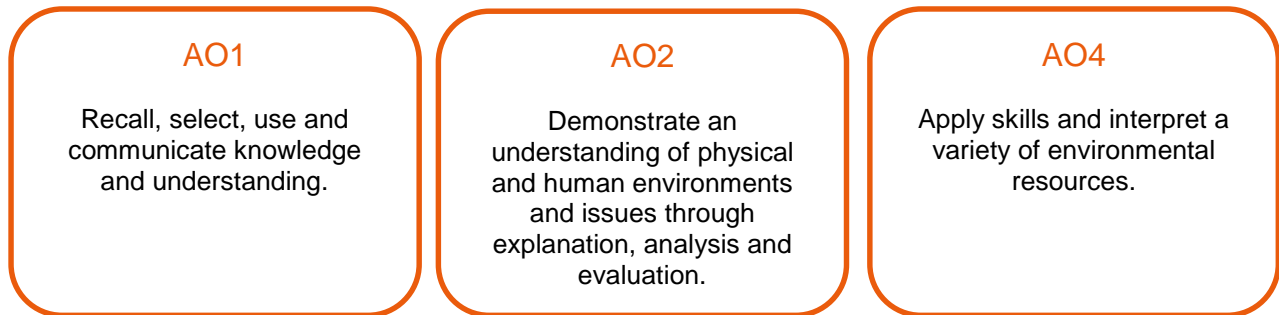 AO1
Recall, select, use and
communicate knowledge
and understanding.
AO2
Demonstrate an
understanding of physical
and human environments
and issues through
explanation, analysis and
evaluation.
AO4
Apply skills and interpret a
variety of environmental
resources.